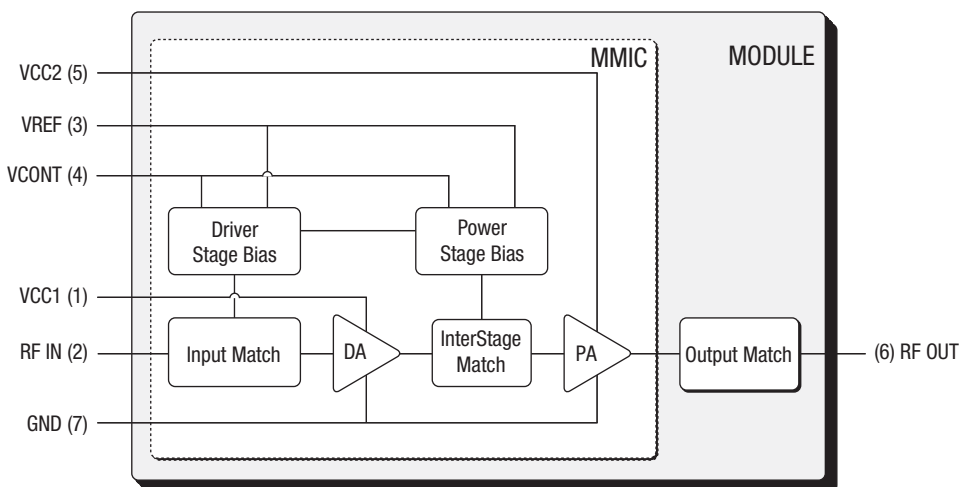 MMIC
MODULE
VCC2 (5)
VREF (3)
VCONT (4)
Driver
Stage Bias
Power
Stage Bias
VCC1 (1)
RF IN (2)
Input Match
DA
InterStage
Match
PA
Output Match
(6) RF OUT
GND (7)